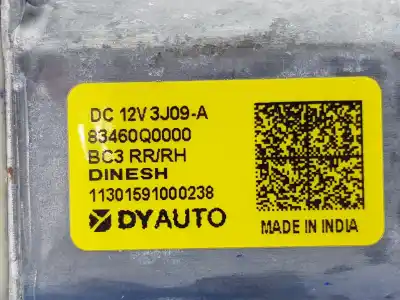 DC 12V 3J09-A
83460Q0000
BC3 RR/RH
DINESH
11301591000238
DYAUTO
MADE IN INDIA